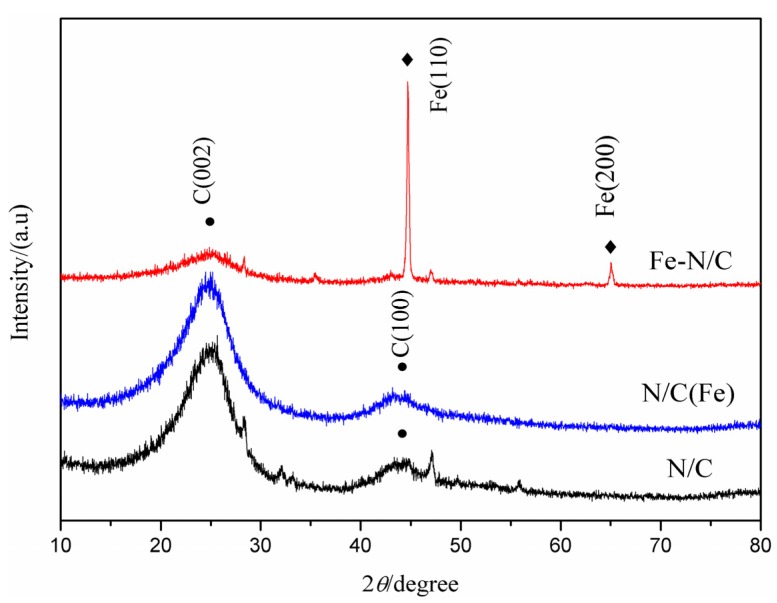 Fe(110)
C(002)
Fe(200)
Fe-N/C
C(100)
N/C(Fe)
N/C
Intensity/(a.u)
10 20 30 40 50 60 70 80
2θ/degree